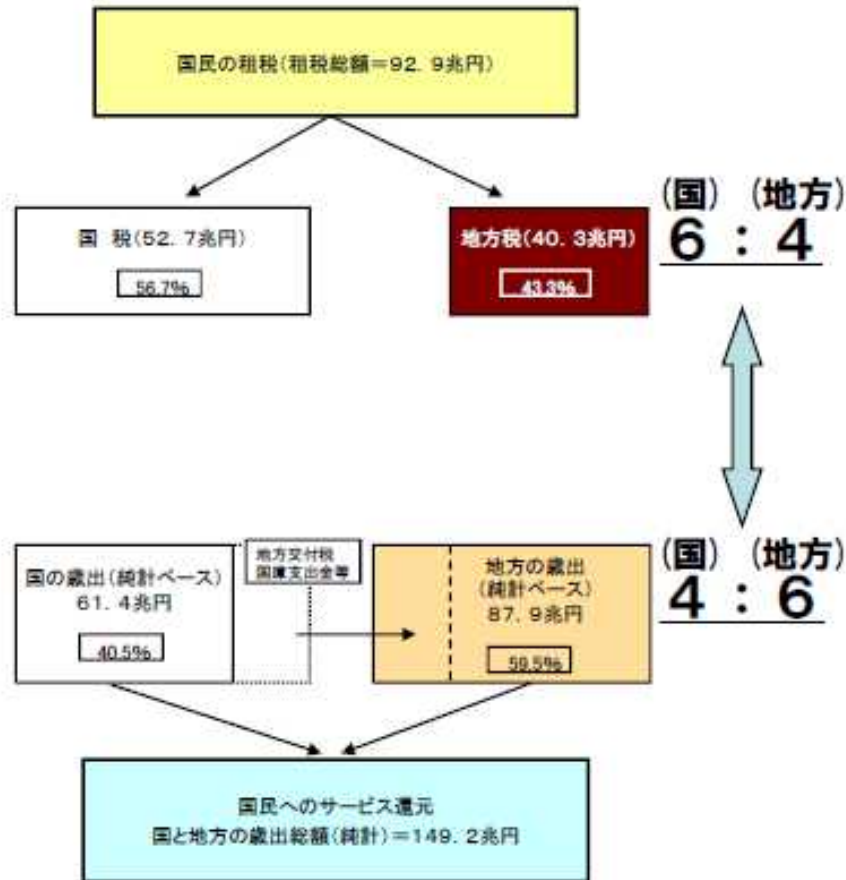 国民の租税(租税総額=92.9兆円)
国 税(52.7兆円)
56.7%
地方税(40.3兆円)
43.3%
(国) (地方)
6 : 4
国の歳出(純計ベース)
61.4兆円
40.5%
地方交付税
国庫支出金等
地方の歳出
(純計ベース)
87.9兆円
59.5%
(国) (地方)
4 : 6
国民へのサービス還元
国と地方の歳出総額(純計)=149.2兆円